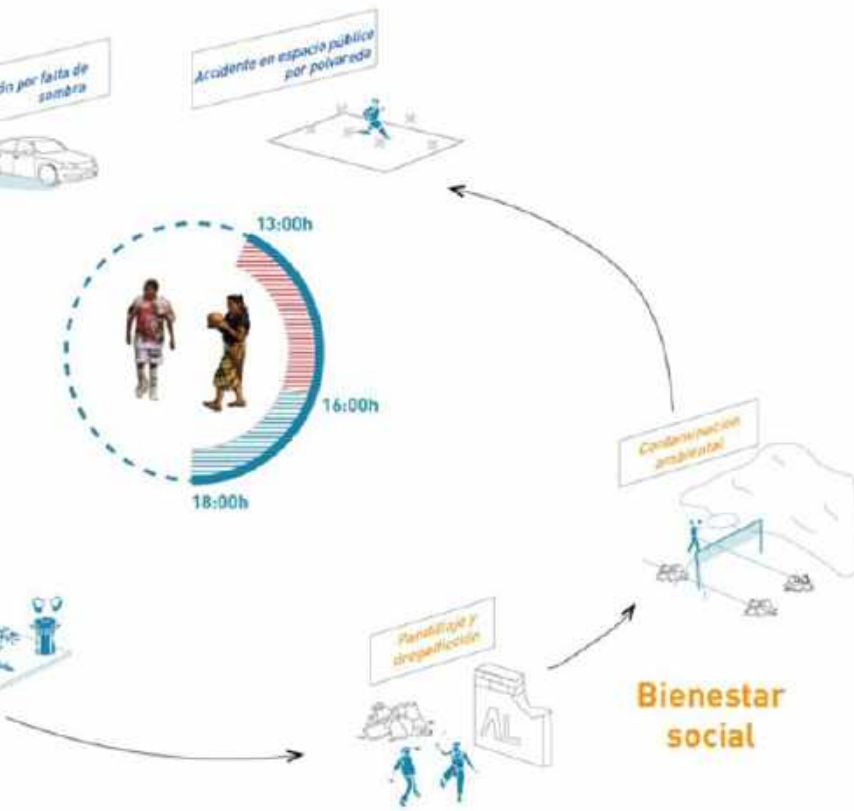 por falta de
sombra
Accidente en espacio público
por polvareda
13:00h
16:00h
18:00h
Contaminación
ambiental
Pandillaje y
drogadicción
AL
Bienestar
social